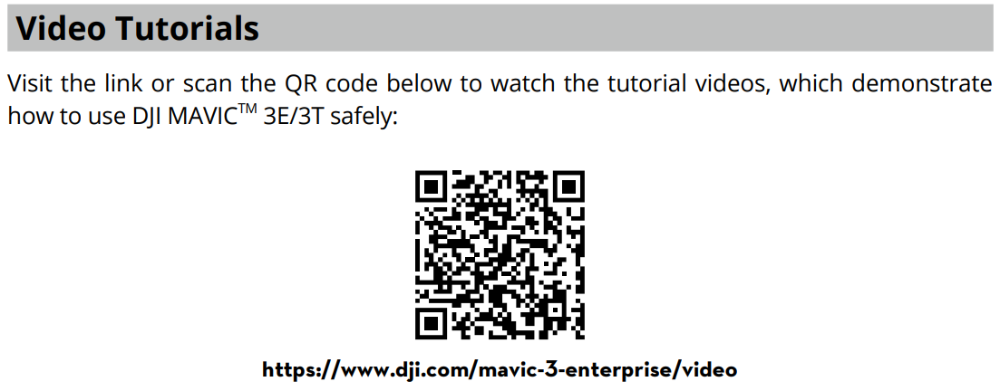 Video Tutorials
Visit the link or scan the QR code below to watch the tutorial videos, which demonstrate
how to use DJI MAVIC™ 3E/3T safely:
https://www.dji.com/mavic-3-enterprise/video